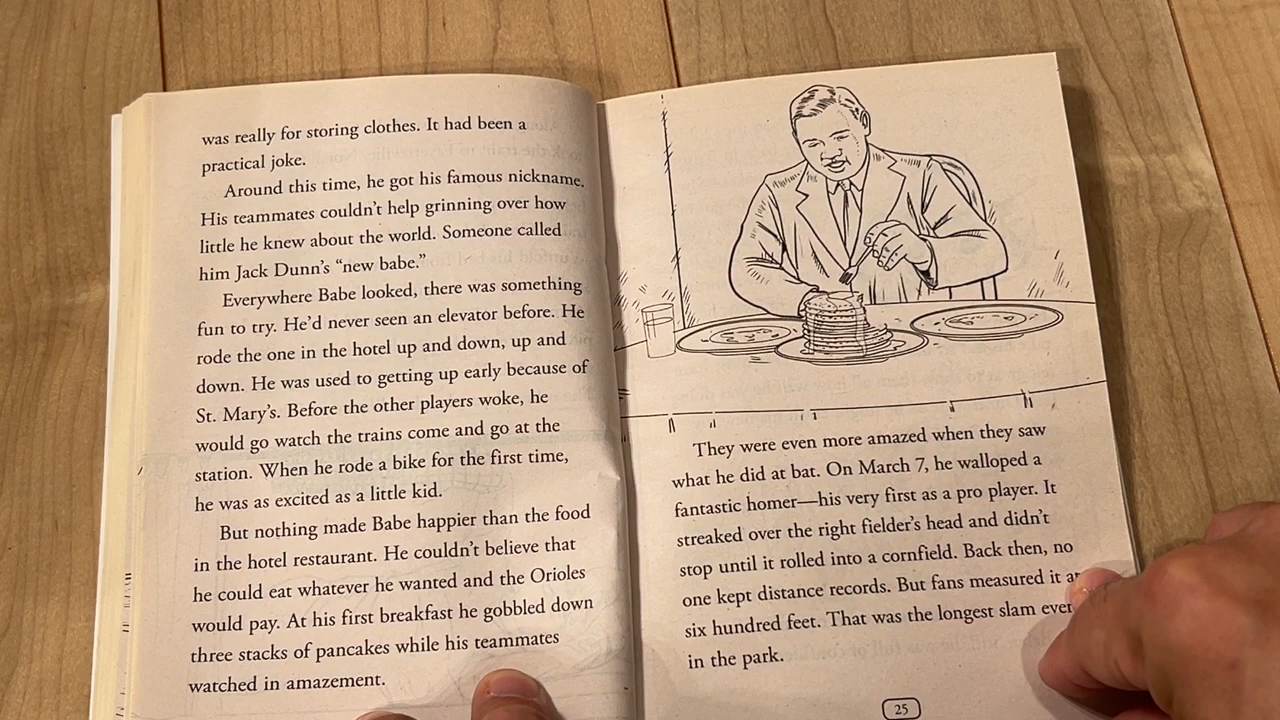 was really for storing clothes. It had been a
practical joke.
Around this time, he got his famous nickname.
His teammates couldn't help grinning over how
little he knew about the world. Someone called
him Jack Dunn's “new babe.”
Everywhere Babe looked, there was something
fun to try. He'd never seen an elevator before. He
rode the one in the hotel up and down, up and
down. He was used to getting up early because of
St. Mary's. Before the other players woke, he
would go watch the trains come and go at the
station. When he rode a bike for the first time,
he was as excited as a little kid.
But nothing made Babe happier than the food
in the hotel restaurant. He couldn't believe that
he could eat whatever he wanted and the Orioles
would pay. At his first breakfast he gobbled down
three stacks of pancakes while his teammates
watched in amazement.
They were even more amazed when they saw
what he did at bat. On March 7, he walloped a
fantastic homer—his very first as a pro player. It
streaked over the right fielder's head and didn't
stop until it rolled into a cornfield. Back then, no
one kept distance records. But fans measured it at
six hundred feet. That was the longest slam ever
in the park.
25